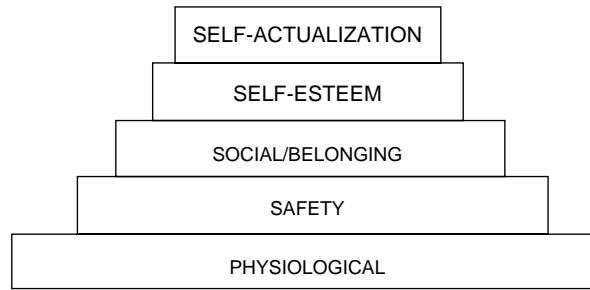 SELF-ACTUALIZATION
SELF-ESTEEM
SOCIAL/BELONGING
SAFETY
PHYSIOLOGICAL